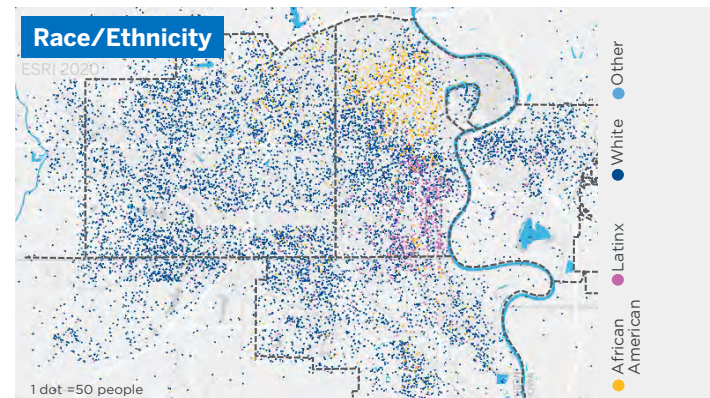 Race/Ethnicity
ESRI 2020
Other
White
Latinx
African
American
1 dot =50 people